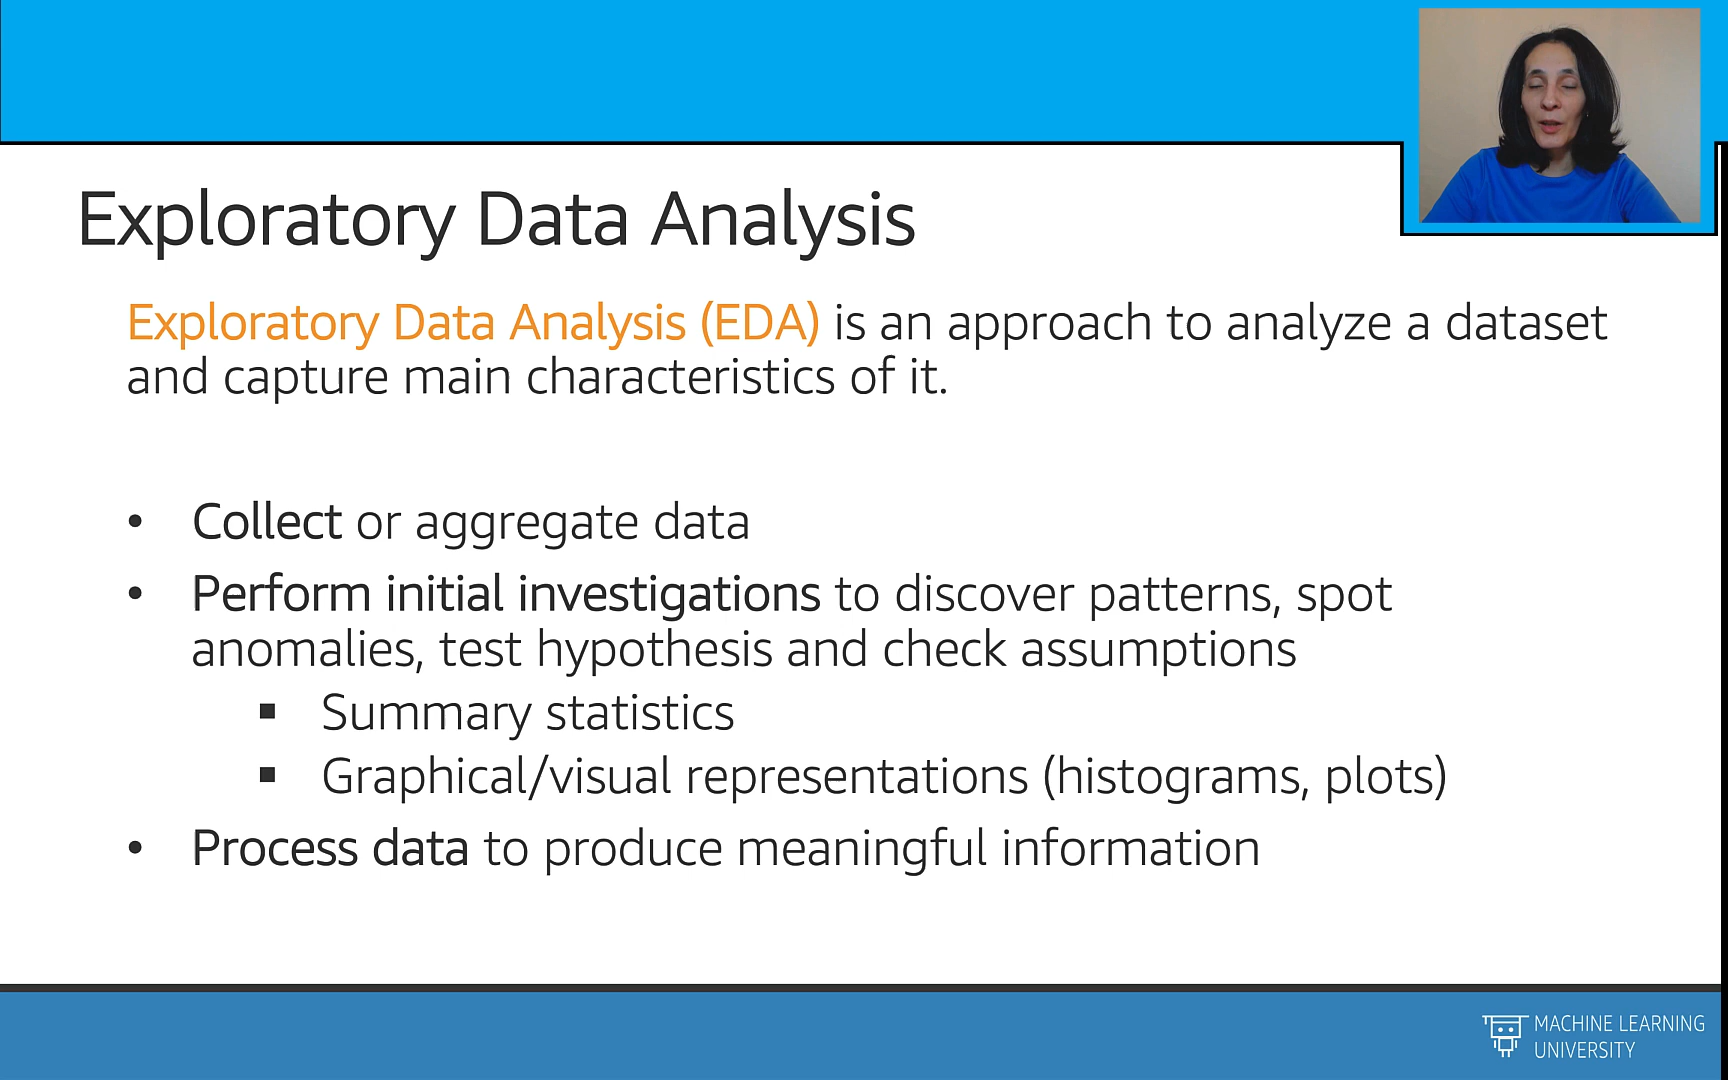 Exploratory Data Analysis
Exploratory Data Analysis (EDA) is an approach to analyze a dataset
and capture main characteristics of it.
• Collect or aggregate data
• Perform initial investigations to discover patterns, spot
anomalies, test hypothesis and check assumptions
▪ Summary statistics
▪ Graphical/visual representations (histograms, plots)
• Process data to produce meaningful information
MACHINE LEARNING
UNIVERSITY